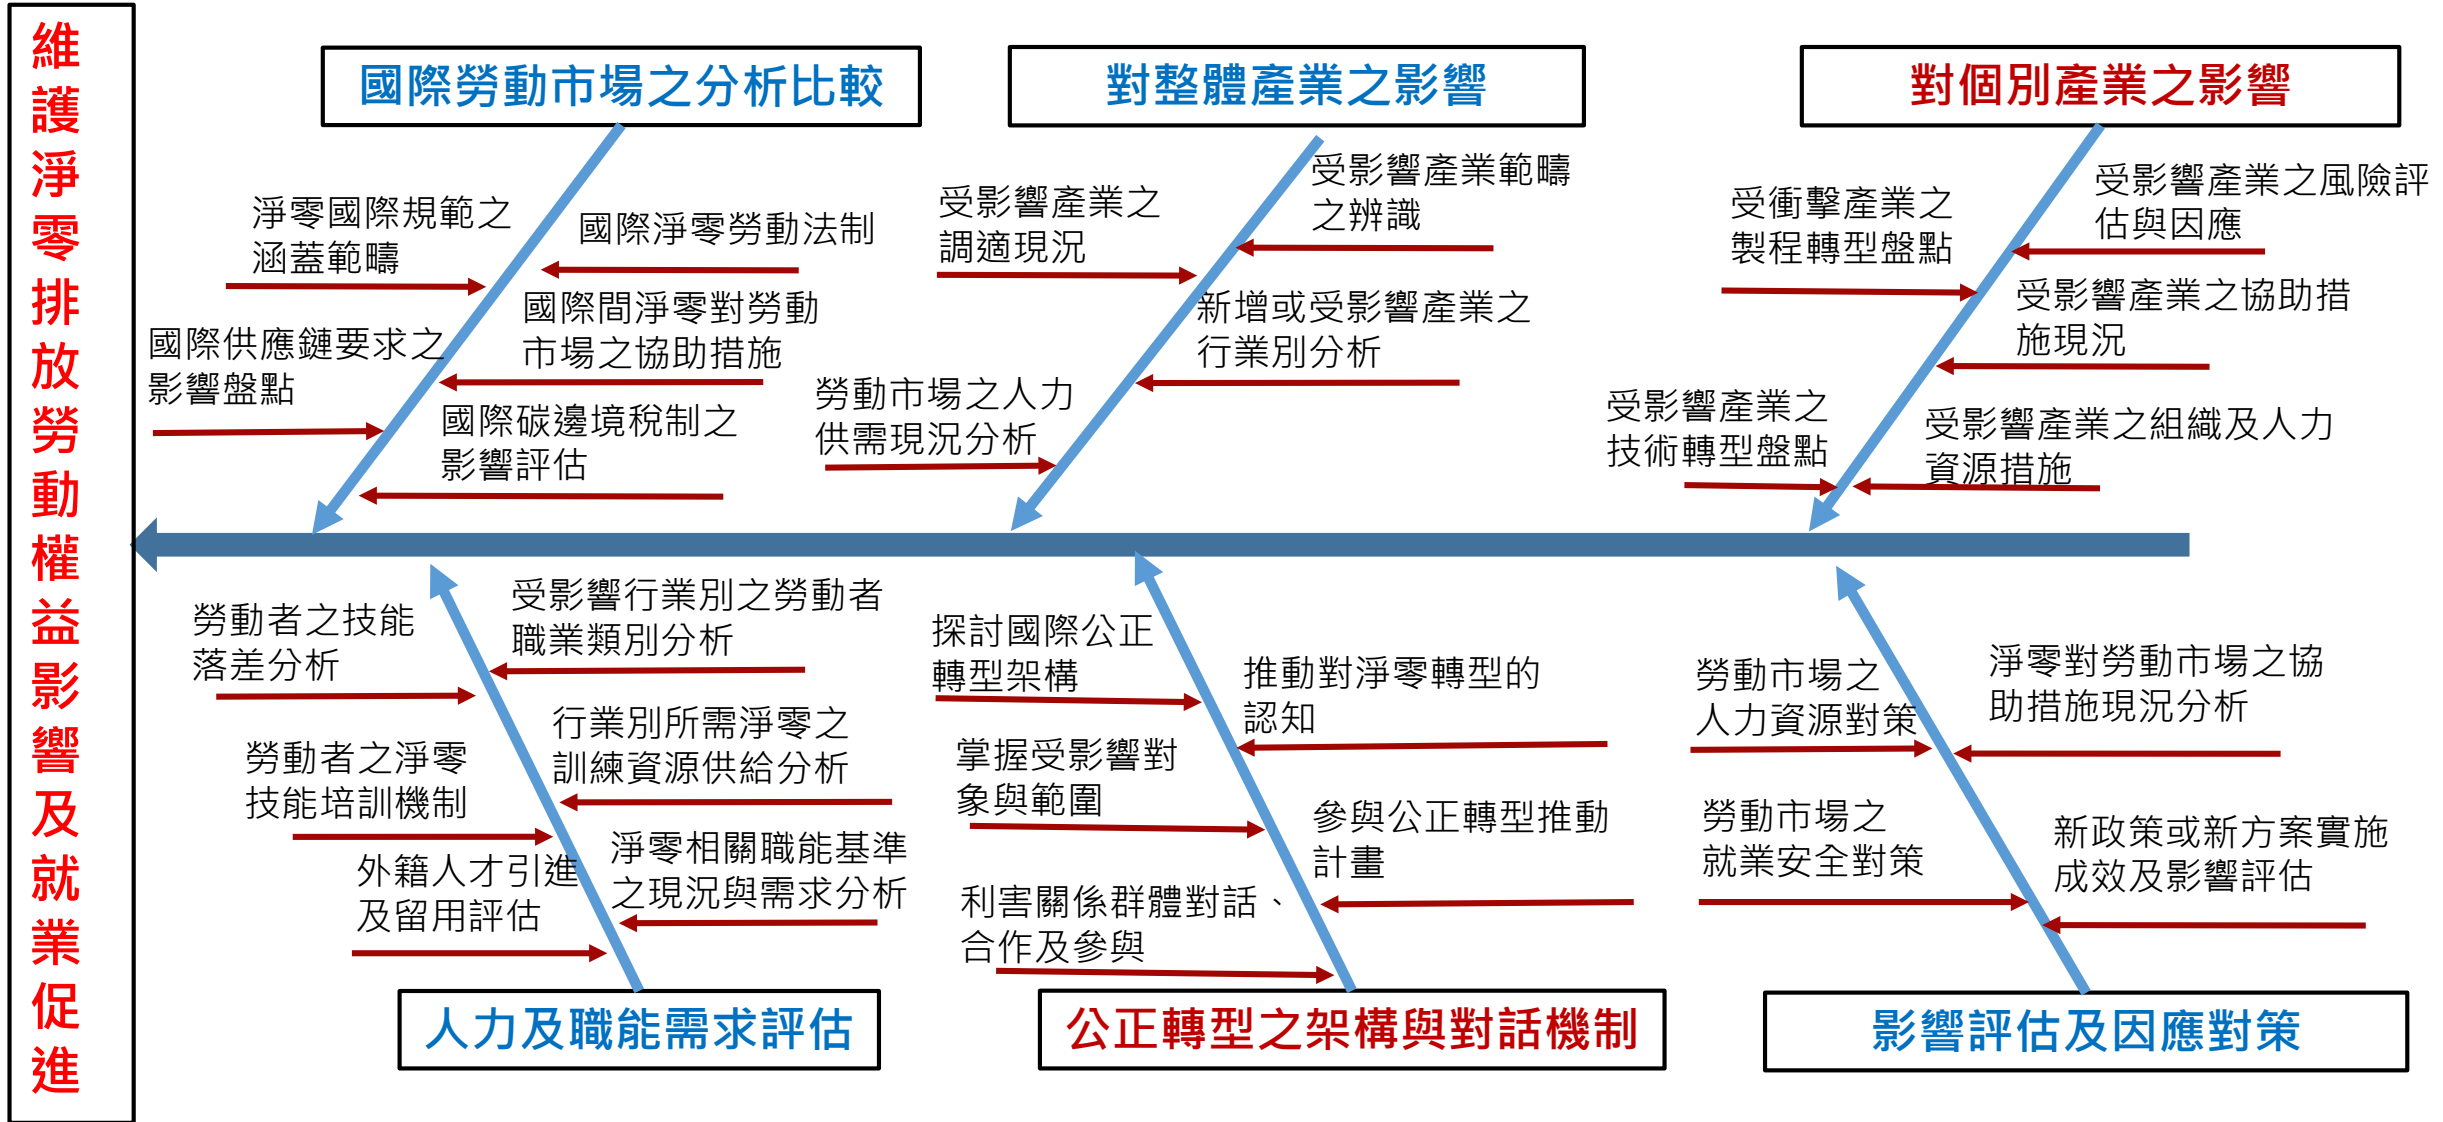 維護淨零排放勞動權益影響及就業促進
國際勞動市場之分析比較
淨零國際規範之
涵蓋範疇
國際淨零勞動法制
國際供應鏈要求之
影響盤點
國際間淨零對勞動
市場之協助措施
國際碳邊境稅制之
影響評估
對整體產業之影響
受影響產業之
調適現況
受影響產業範疇
之辨識
新增或受影響產業之
行業別分析
勞動市場之人力
供需現況分析
對個別產業之影響
受衝擊產業之
製程轉型盤點
受影響產業之風險評
估與因應
受影響產業之協助措
施現況
受影響產業之
技術轉型盤點
受影響產業之組織及人力
資源措施
勞動者之技能
落差分析
受影響行業別之勞動者
職業類別分析
勞動者之淨零
技能培訓機制
行業別所需淨零之
訓練資源供給分析
外籍人才引進
及留用評估
淨零相關職能基準
之現況與需求分析
人力及職能需求評估
探討國際公正
轉型架構
推動對淨零轉型的
認知
掌握受影響對
象與範圍
參與公正轉型推動
計畫
利害關係群體對話、
合作及參與
公正轉型之架構與對話機制
勞動市場之
人力資源對策
淨零對勞動市場之協
助措施現況分析
勞動市場之
就業安全對策
新政策或新方案實施
成效及影響評估
影響評估及因應對策